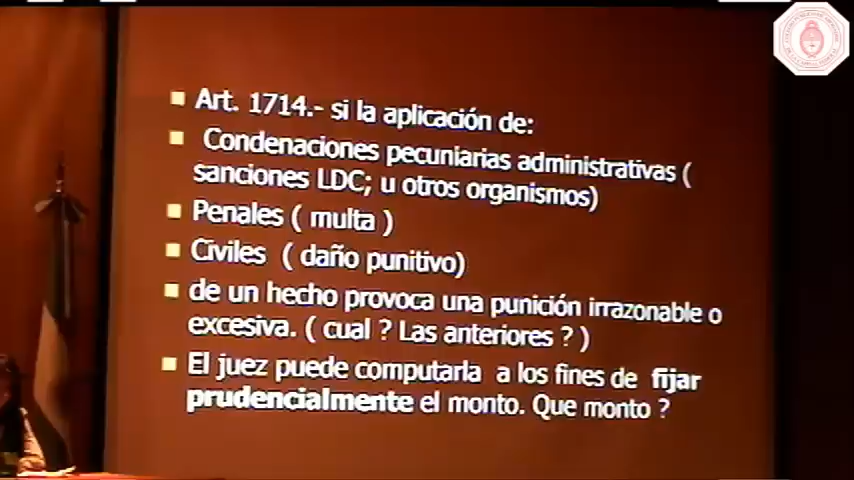 Art. 1714.- si la aplicación de:
Condenaciones pecuniarias administrativas (
sanciones LDC; u otros organismos)
Penales ( multa )
Civiles ( daño punitivo)
de un hecho provoca una punición irrazonable o
excesiva. ( cual ? Las anteriores ? )
El juez puede computarla a los fines de fijar
prudencialmente el monto. Que monto ?